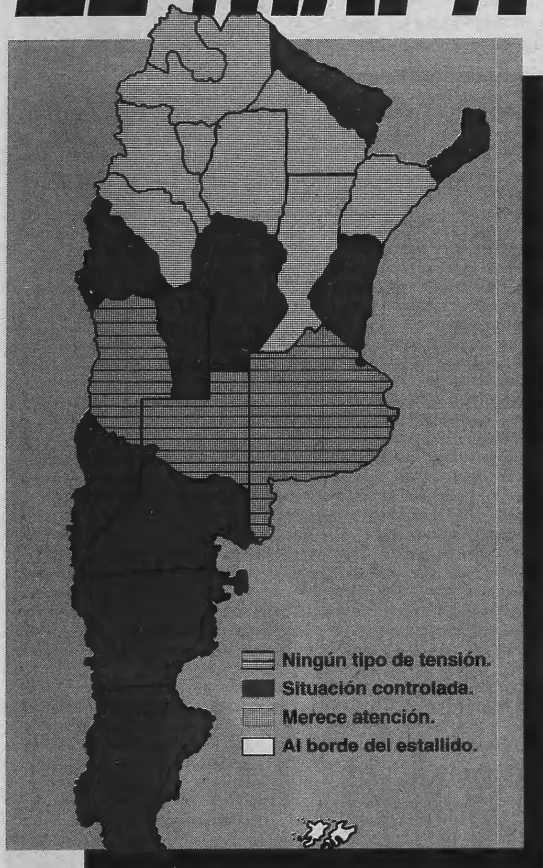 Ningún tipo de tensión.
Situación controlada.
Merece atención.
Al borde del estallido.